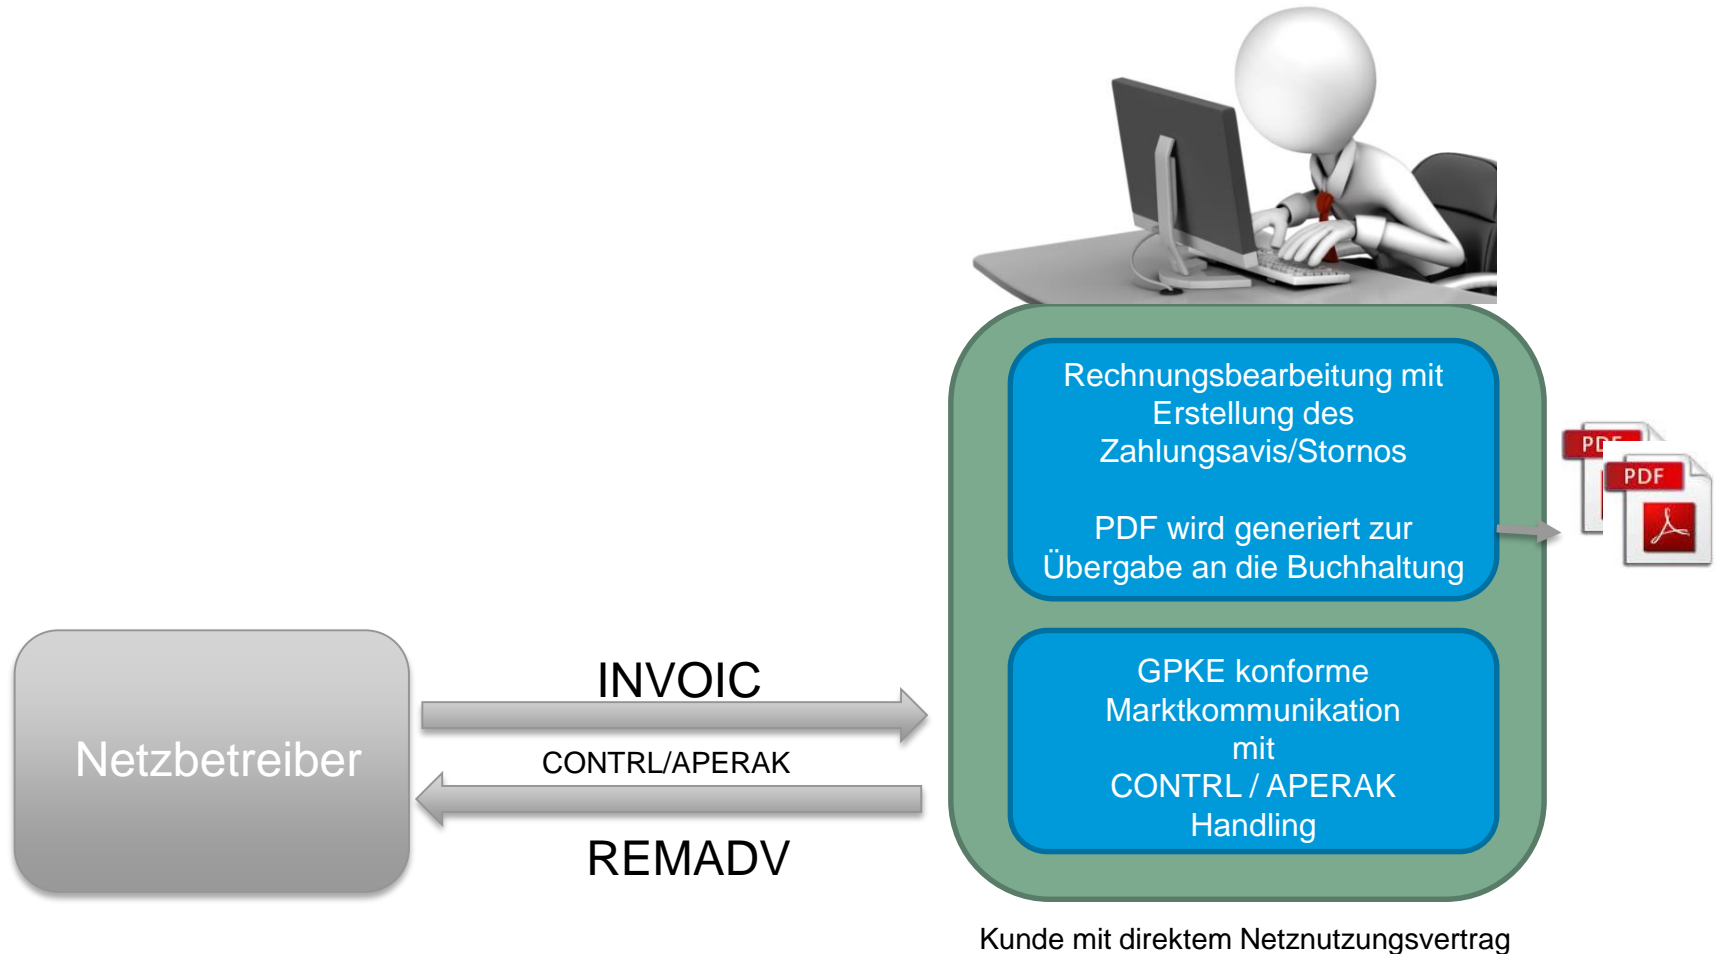 Rechnungsbearbeitung mit
Erstellung des
Zahlungsavis/Stornos
PDF wird generiert zur
Übergabe an die Buchhaltung
PDF
PDF
Netzbetreiber
INVOIC
CONTRL/APERAK
REMADV
GPKE konforme
Marktkommunikation
mit
CONTRL / APERAK
Handling
Kunde mit direktem Netznutzungsvertrag